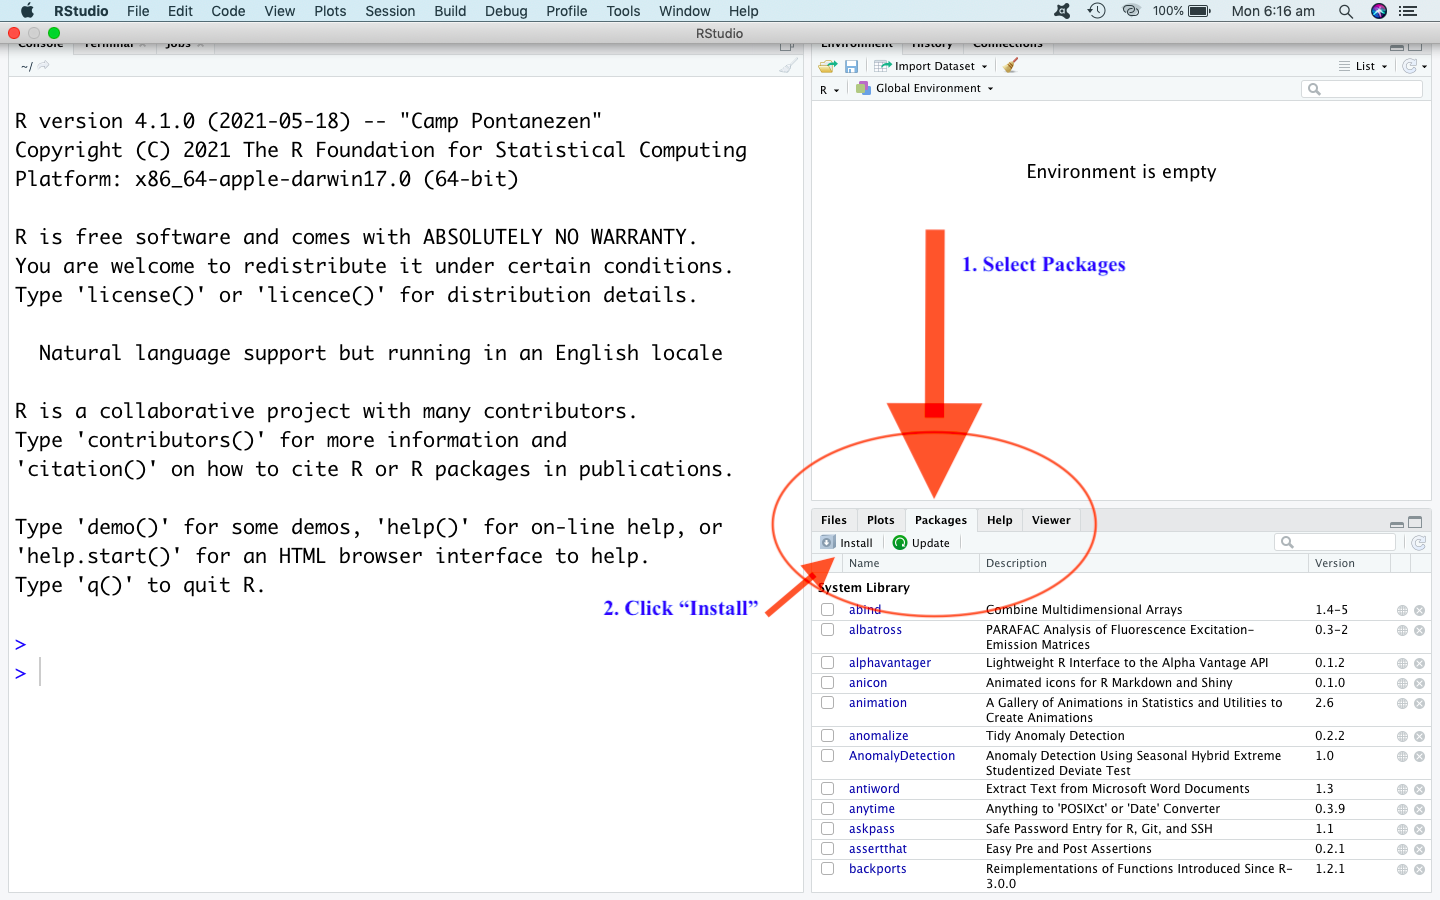 RStudio File Edit Code View Plots Session Build Debug Profile Tools Window Help 100% Mon 6:16 am
RStudio
Console Terminal Jobs
~/
R version 4.1.0 (2021-05-18) -- "Camp Pontanezen"
Copyright (C) 2021 The R Foundation for Statistical Computing
Platform: x86_64-apple-darwin17.0 (64-bit)
R is free software and comes with ABSOLUTELY NO WARRANTY.
You are welcome to redistribute it under certain conditions.
Type 'license()' or 'licence()' for distribution details.
Natural language support but running in an English locale
R is a collaborative project with many contributors.
Type 'contributors()' for more information and
'citation()' on how to cite R or R packages in publications.
Type 'demo()' for some demos, 'help()' for on-line help, or
'help.start()' for an HTML browser interface to help.
Type 'q()' to quit R.
>
>
Environment History Connections
Import Dataset List
R Global Environment
Environment is empty
1. Select Packages
2. Click “Install”
Files Plots Packages Help Viewer
Install Update
Name Description Version
System Library
abind Combine Multidimensional Arrays 1.4-5
albatross PARAFAC Analysis of Fluorescence Excitation- 0.3-2
Emission Matrices
alphavantager Lightweight R Interface to the Alpha Vantage API 0.1.2
anicon Animated icons for R Markdown and Shiny 0.1.0
animation A Gallery of Animations in Statistics and Utilities to 2.6
Create Animations
anomalize Tidy Anomaly Detection 0.2.2
AnomalyDetection Anomaly Detection Using Seasonal Hybrid Extreme 1.0
Studentized Deviate Test
antiword Extract Text from Microsoft Word Documents 1.3
anytime Anything to 'POSIXct' or 'Date' Converter 0.3.9
askpass Safe Password Entry for R, Git, and SSH 1.1
assertthat Easy Pre and Post Assertions 0.2.1
backports Reimplementations of Functions Introduced Since R- 1.2.1
3.0.0